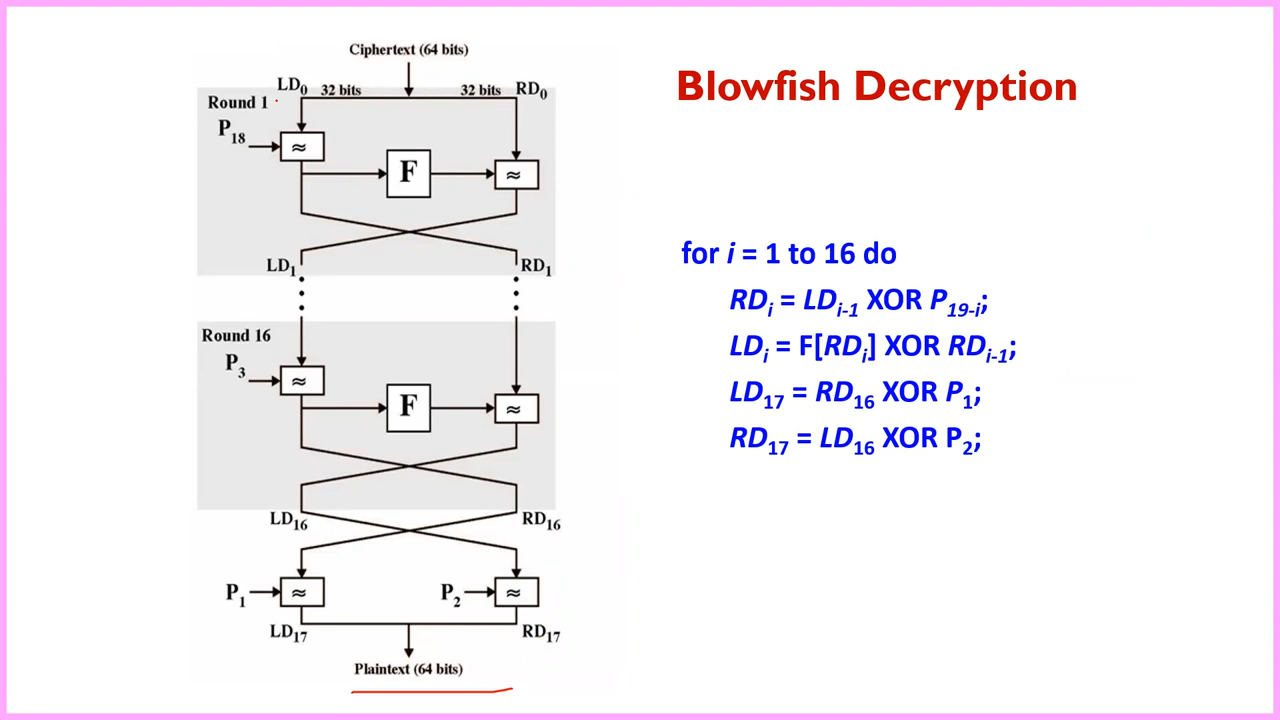 Blowfish Decryption
Ciphertext (64 bits)
LD0 32 bits 32 bits RD0
Round 1
P18
≈
F
≈
LD1 RD1
Round 16
P3
≈
F
≈
LD16 RD16
P1 ≈ P2 ≈
LD17 RD17
Plaintext (64 bits)
for i = 1 to 16 do
RDi = LDi-1 XOR P19-i;
LDi = F[RDi] XOR RDi-1;
LD17 = RD16 XOR P1;
RD17 = LD16 XOR P2;